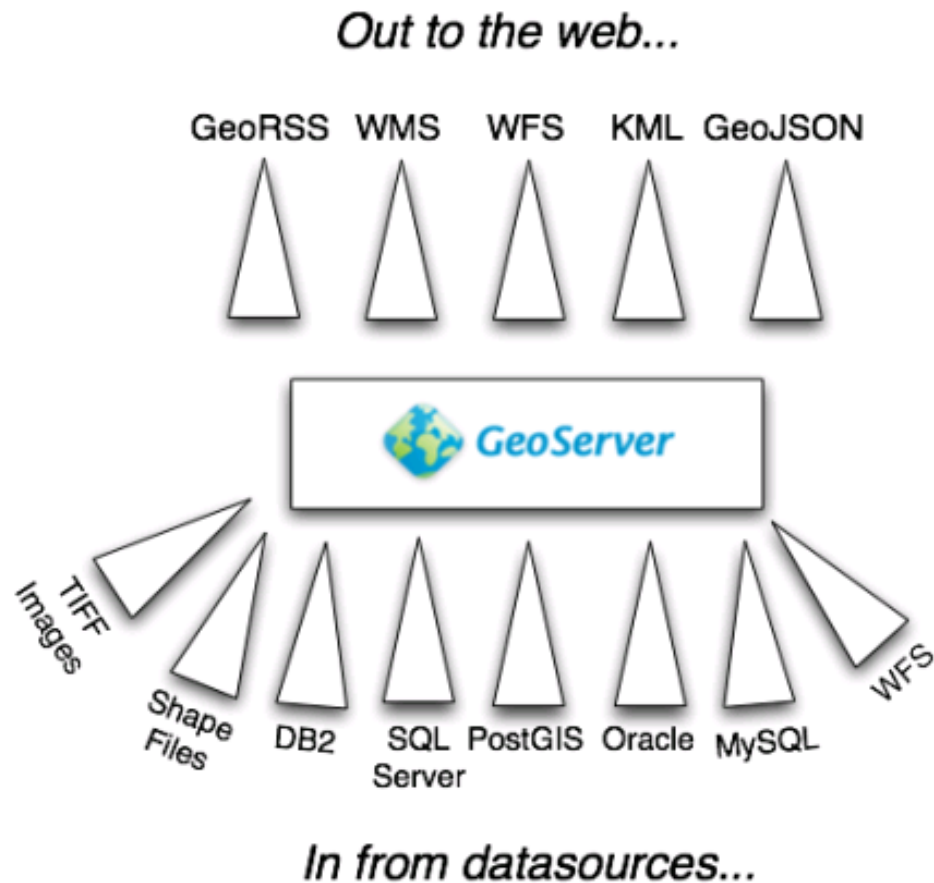 Out to the web...
GeoRSS WMS WFS KML GeoJSON
GeoServer
TIFF
Images
Shape
Files
DB2
SQL
Server
PostGIS
Oracle
MySQL
WFS
In from datasources...